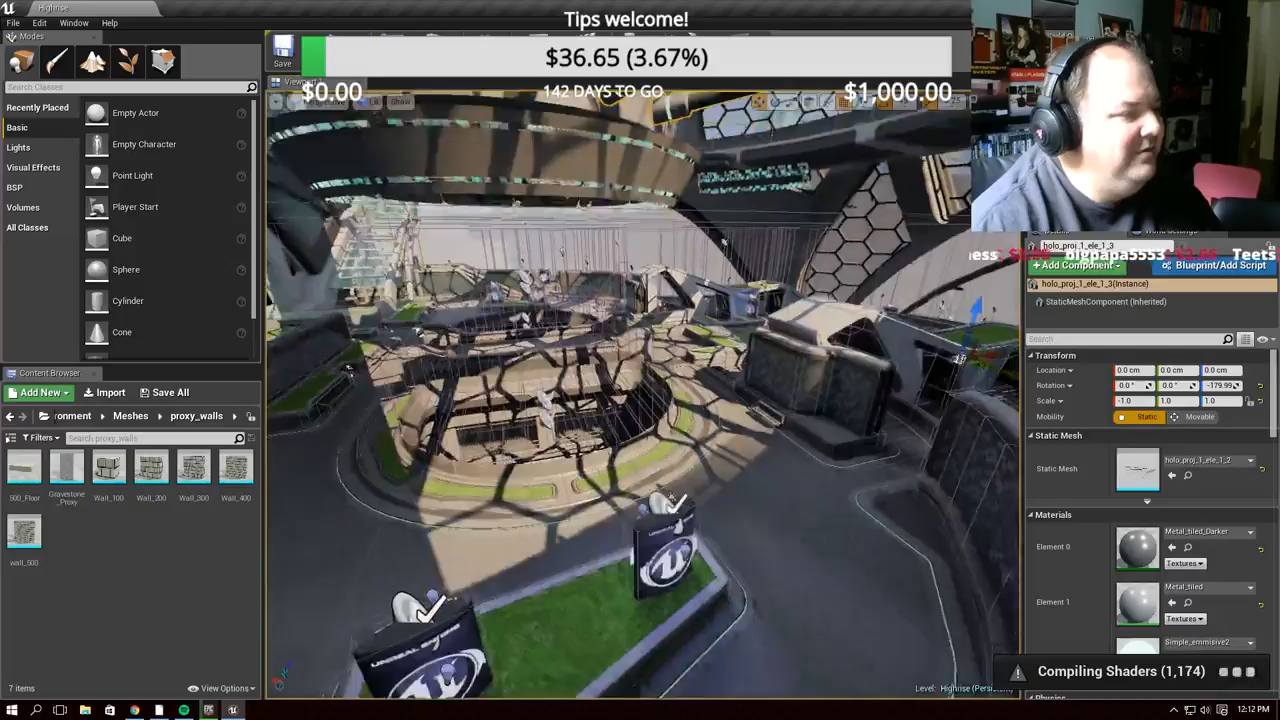 Highrise
File Edit Window Help
Modes
Search Classes
Recently Placed
Basic
Lights
Visual Effects
BSP
Volumes
All Classes
Empty Actor
Empty Character
Point Light
Player Start
Cube
Sphere
Cylinder
Cone
Save
Tips welcome!
$36.65 (3.67%)
$0.00
142 DAYS TO GO
$1,000.00
Show
Content Browser
Add New
Import
Save All
ronment
Meshes
proxy_walls
Filters
Search proxy_walls
500_Floor
Gravestone_Proxy
Wall_100
Wall_200
Wall_300
Wall_400
wall_500
7 items
View Options
holo_proj_1_ele_1_3
bigpapa5553
Teets
Add Component
Blueprint/Add Script
holo_proj_1_ele_1_3(Instance)
StaticMeshComponent (Inherited)
Search
Transform
Location 0.0 cm 0.0 cm 0.0 cm
Rotation 0.0 ° 0.0 ° -179.99
Scale -1.0 1.0 1.0
Mobility Static Movable
Static Mesh
Static Mesh holo_proj_1_ele_1_2
Materials
Element 0 Metal_tiled_Darker
Textures
Element 1 Metal_tiled
Textures
Simple_emmisive2
Compiling Shaders (1,174)
Level: Highrise (Persistent)
12:12 PM